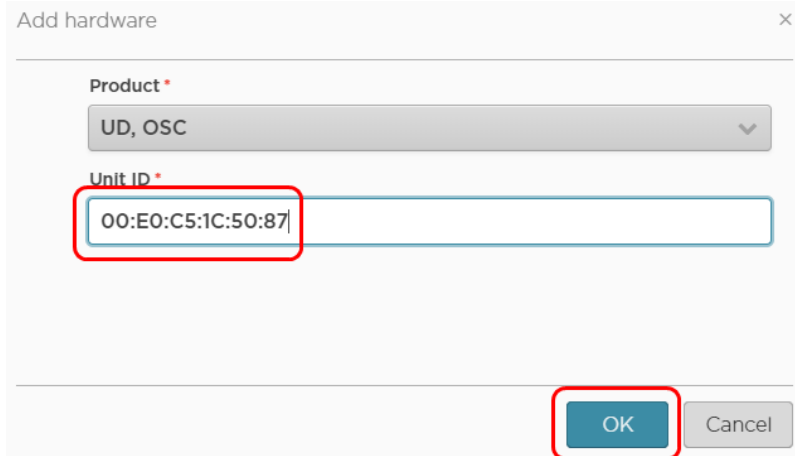 Add hardware
Product *
UD, OSC
Unit ID *
00:E0:C5:1C:50:87
OK Cancel